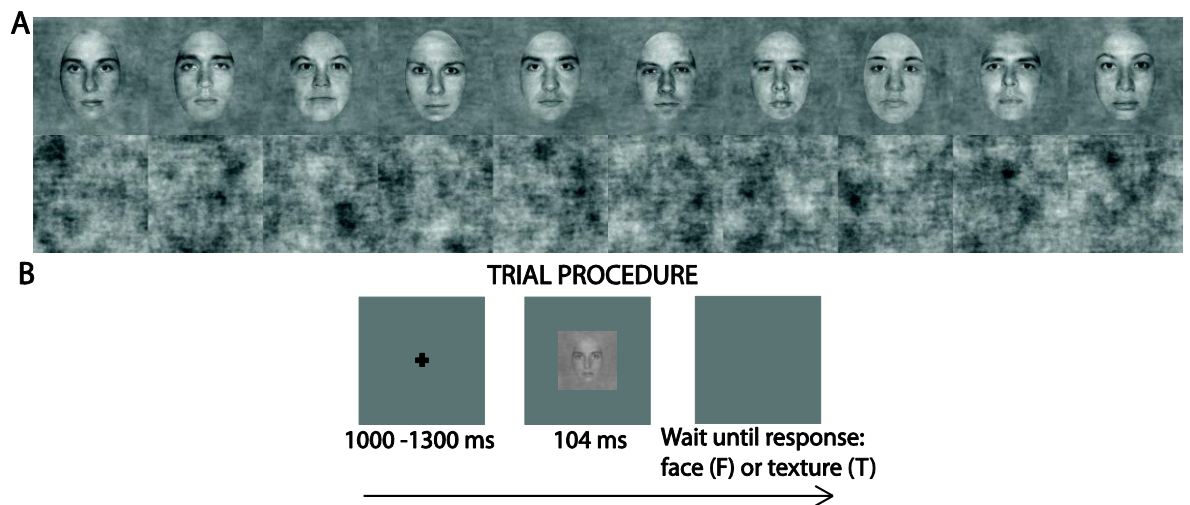 A
B
TRIAL PROCEDURE
1000 -1300 ms
104 ms
Wait until response:
face (F) or texture (T)